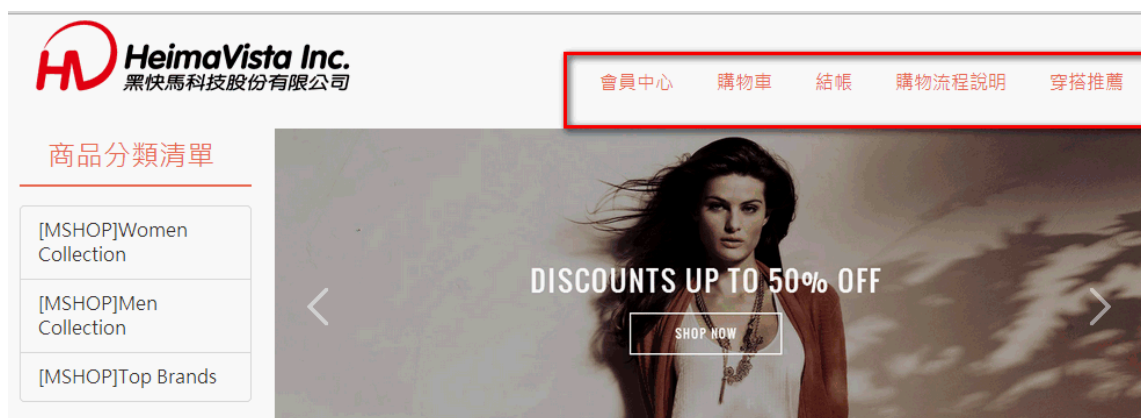 HeimaVista Inc.
黑快馬科技股份有限公司
會員中心 購物車 結帳 購物流程說明 穿搭推薦
商品分類清單
[MSHOP]Women
Collection
[MSHOP]Men
Collection
[MSHOP]Top Brands
DISCOUNTS UP TO 50% OFF
SHOP NOW